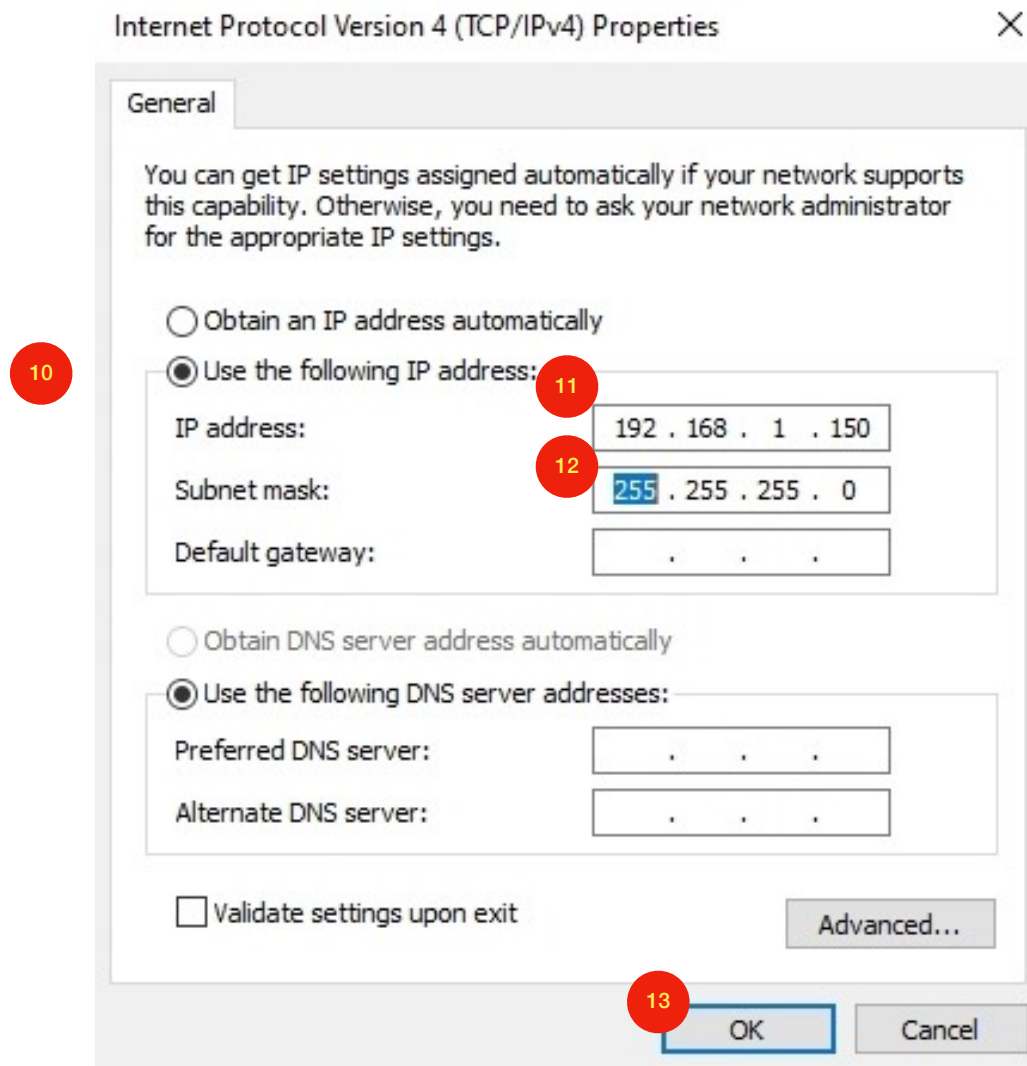 Internet Protocol Version 4 (TCP/IPv4) Properties
General
You can get IP settings assigned automatically if your network supports
this capability. Otherwise, you need to ask your network administrator
for the appropriate IP settings.
Obtain an IP address automatically
10 Use the following IP address: 11
IP address: 192 . 168 . 1 . 150
12
Subnet mask: 255 . 255 . 255 . 0
Default gateway: . . .
Obtain DNS server address automatically
Use the following DNS server addresses:
Preferred DNS server: . . .
Alternate DNS server: . . .
Validate settings upon exit
Advanced...
13
OK Cancel